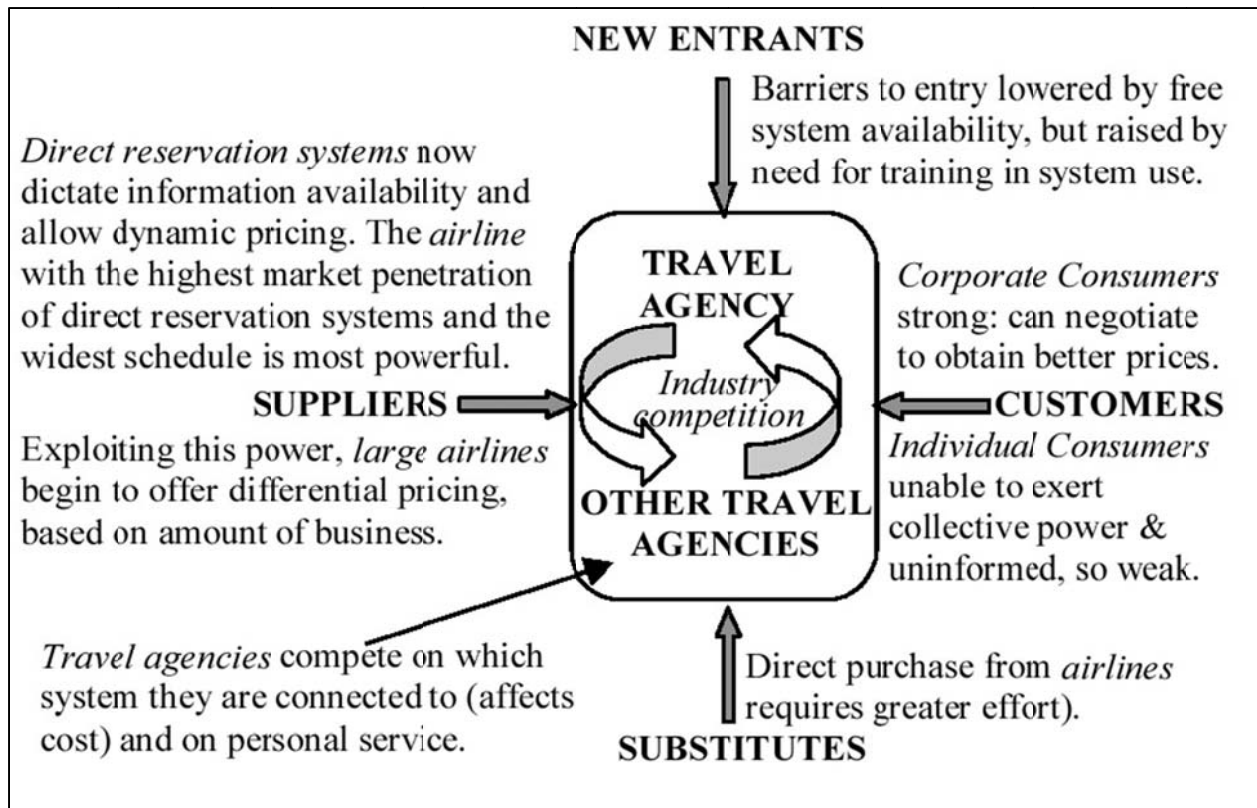 NEW ENTRANTS
Barriers to entry lowered by free
system availability, but raised by
need for training in system use.
Direct reservation systems now
dictate information availability and
allow dynamic pricing. The airline
with the highest market penetration
of direct reservation systems and the
widest schedule is most powerful.
SUPPLIERS
Exploiting this power, large airlines
begin to offer differential pricing,
based on amount of business.
TRAVEL
AGENCY
Industry
competition
OTHER TRAVEL
AGENCIES
Corporate Consumers
strong: can negotiate
to obtain better prices.
CUSTOMERS
Individual Consumers
unable to exert
collective power &
uninformed, so weak.
Travel agencies compete on which
system they are connected to (affects
cost) and on personal service.
Direct purchase from airlines
requires greater effort).
SUBSTITUTES